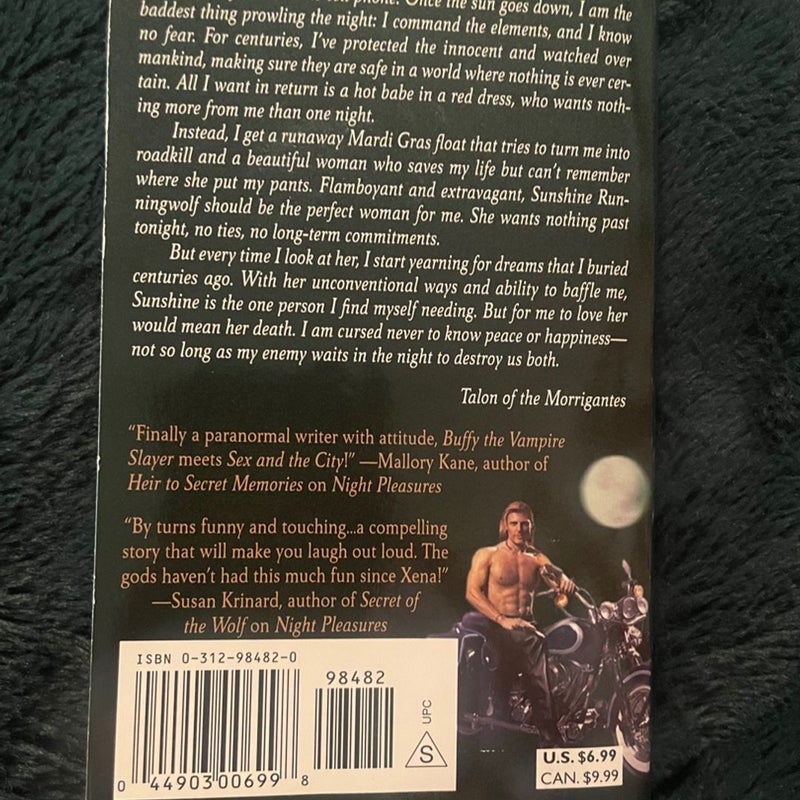 Once the sun goes down, I am the
baddest thing prowling the night: I command the elements, and I know
no fear. For centuries, I've protected the innocent and watched over
mankind, making sure they are safe in a world where nothing is ever cer-
tain. All I want in return is a hot babe in a red dress, who wants noth-
ing more from me than one night.
Instead, I get a runaway Mardi Gras float that tries to turn me into
roadkill and a beautiful woman who saves my life but can't remember
where she put my pants. Flamboyant and extravagant, Sunshine Run-
ningwolf should be the perfect woman for me. She wants nothing past
tonight, no ties, no long-term commitments.
But every time I look at her, I start yearning for dreams that I buried
centuries ago. With her unconventional ways and ability to baffle me,
Sunshine is the one person I find myself needing. But for me to love her
would mean her death. I am cursed never to know peace or happiness—
not so long as my enemy waits in the night to destroy us both.
Talon of the Morrigantes
"Finally a paranormal writer with attitude, Buffy the Vampire
Slayer meets Sex and the City!" —Mallory Kane, author of
Heir to Secret Memories on Night Pleasures
"By turns funny and touching...a compelling
story that will make you laugh out loud. The
gods haven't had this much fun since Xena!"
—Susan Krinard, author of Secret of
the Wolf on Night Pleasures
ISBN 0-312-98482-0
98482
UPC
S
0 44903 00699 8
U.S. $6.99
CAN. $9.99